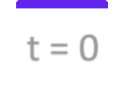 t = 0